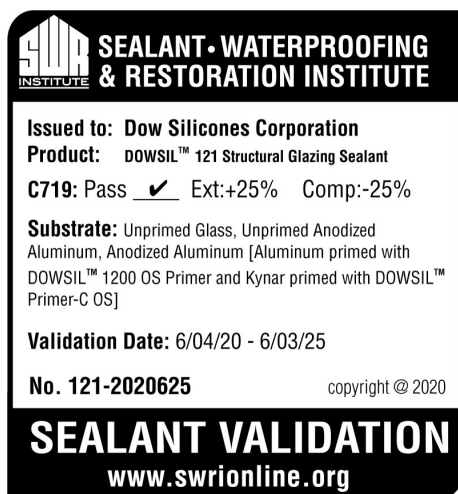 SWR
INSTITUTE
SEALANT • WATERPROOFING
& RESTORATION INSTITUTE
Issued to: Dow Silicones Corporation
Product: DOWSIL™ 121 Structural Glazing Sealant
C719: Pass ✔ Ext:+25% Comp:-25%
Substrate: Unprimed Glass, Unprimed Anodized
Aluminum, Anodized Aluminum [Aluminum primed with
DOWSIL™ 1200 OS Primer and Kynar primed with DOWSIL™
Primer-C OS]
Validation Date: 6/04/20 - 6/03/25
No. 121-2020625 copyright @ 2020
SEALANT VALIDATION
www.swrionline.org